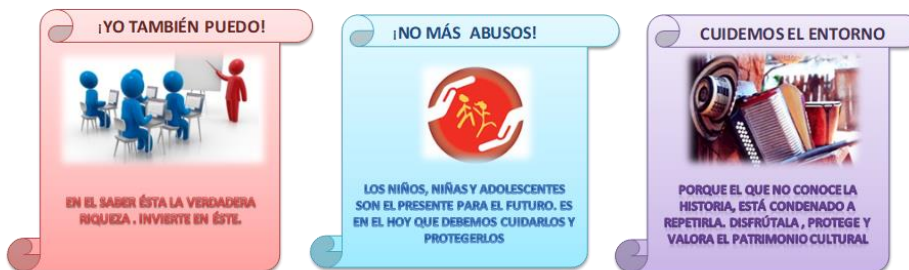 ¡YO TAMBIÉN PUEDO!
EN EL SABER ÉSTA LA VERDADERA
RIQUEZA . INVIERTE EN ÉSTE.
¡NO MÁS ABUSOS!
LOS NIÑOS, NIÑAS Y ADOLESCENTES
SON EL PRESENTE PARA EL FUTURO. ES
EN EL HOY QUE DEBEMOS CUIDARLOS Y
PROTEGERLOS
CUIDEMOS EL ENTORNO
PORQUE EL QUE NO CONOCE LA
HISTORIA, ESTÁ CONDENADO A
REPETIRLA. DISFRÚTALA , PROTEGE Y
VALORA EL PATRIMONIO CULTURAL